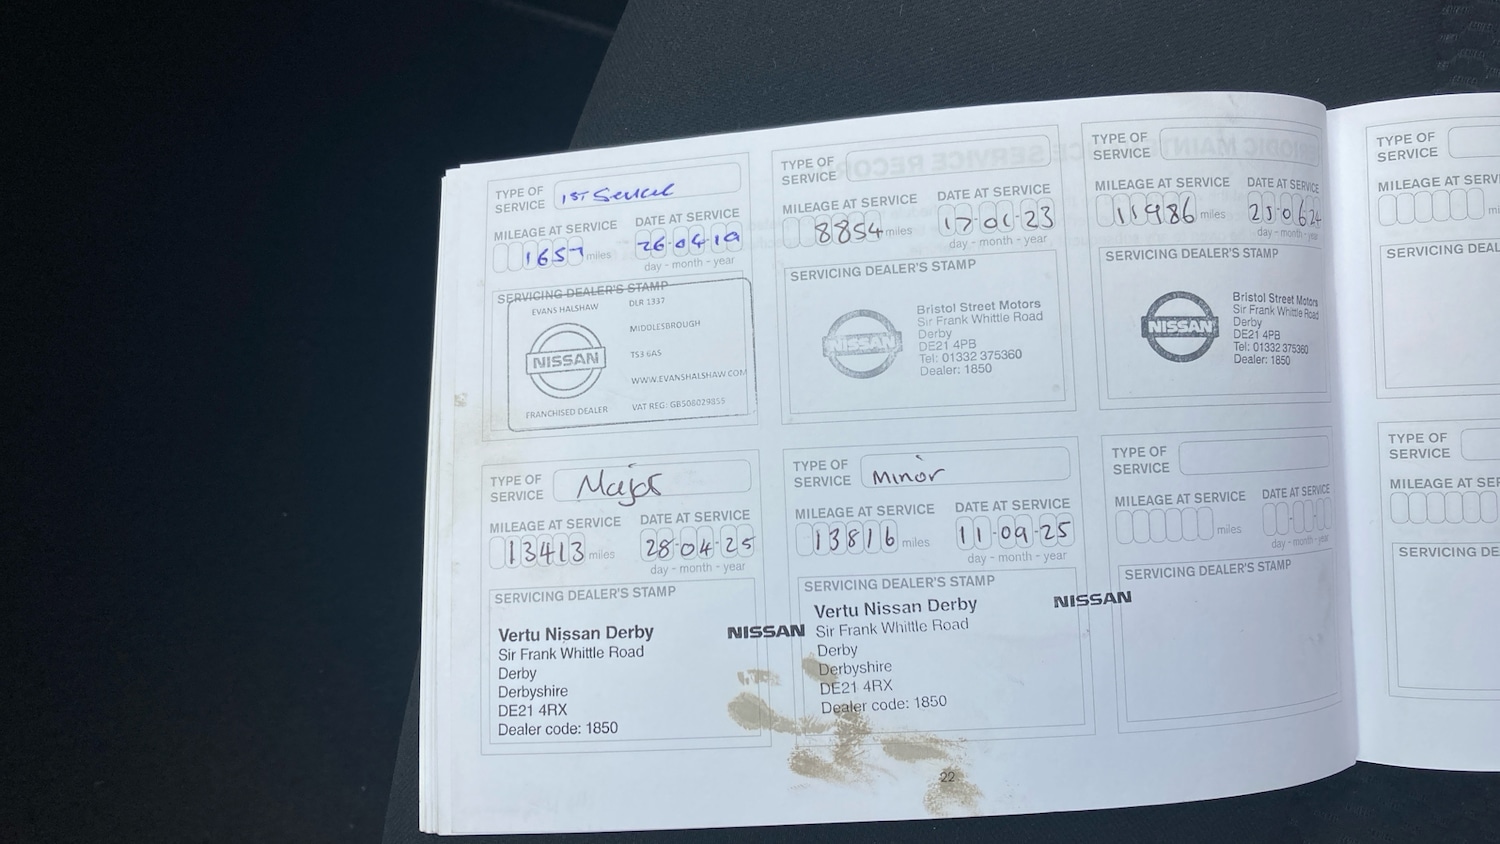 TYPE OF
SERVICE
1ST Service
MILEAGE AT SERVICE
1657 miles
DATE AT SERVICE
26-04-19
day - month - year
SERVICING DEALER'S STAMP
EVANS HALSHAW
DLR 1337
MIDDLESBROUGH
NISSAN
TS3 6AS
WWW.EVANSHALSHAW.COM
FRANCHISED DEALER
VAT REG: GB508029855
TYPE OF
SERVICE
MILEAGE AT SERVICE
8854 miles
DATE AT SERVICE
17-01-23
day - month - year
SERVICING DEALER'S STAMP
NISSAN
Bristol Street Motors
Sir Frank Whittle Road
Derby
DE21 4PB
Tel: 01332 375360
Dealer: 1850
TYPE OF
SERVICE
MILEAGE AT SERVICE
11986 miles
DATE AT SERVICE
day - month - year
SERVICING DEALER'S STAMP
NISSAN
Bristol Street Motors
Sir Frank Whittle Road
Derby
DE21 4PB
Tel: 01332 375360
Dealer: 1850
TYPE OF
SERVICE
MILEAGE AT SERV
SERVICING DEAL
TYPE OF
SERVICE
Major
MILEAGE AT SERVICE
13413 miles
DATE AT SERVICE
28-04-25
day - month - year
SERVICING DEALER'S STAMP
Vertu Nissan Derby
NISSAN
Sir Frank Whittle Road
Derby
Derbyshire
DE21 4RX
Dealer code: 1850
TYPE OF
SERVICE
Minor
MILEAGE AT SERVICE
13816 miles
DATE AT SERVICE
11-09-25
day - month - year
SERVICING DEALER'S STAMP
Vertu Nissan Derby
NISSAN
Sir Frank Whittle Road
Derby
Derbyshire
DE21 4RX
Dealer code: 1850
TYPE OF
SERVICE
MILEAGE AT SERVICE
miles
DATE AT SERVICE
day - month - year
SERVICING DEALER'S STAMP
TYPE OF
SERVICE
MILEAGE AT SER
SERVICING DE
22